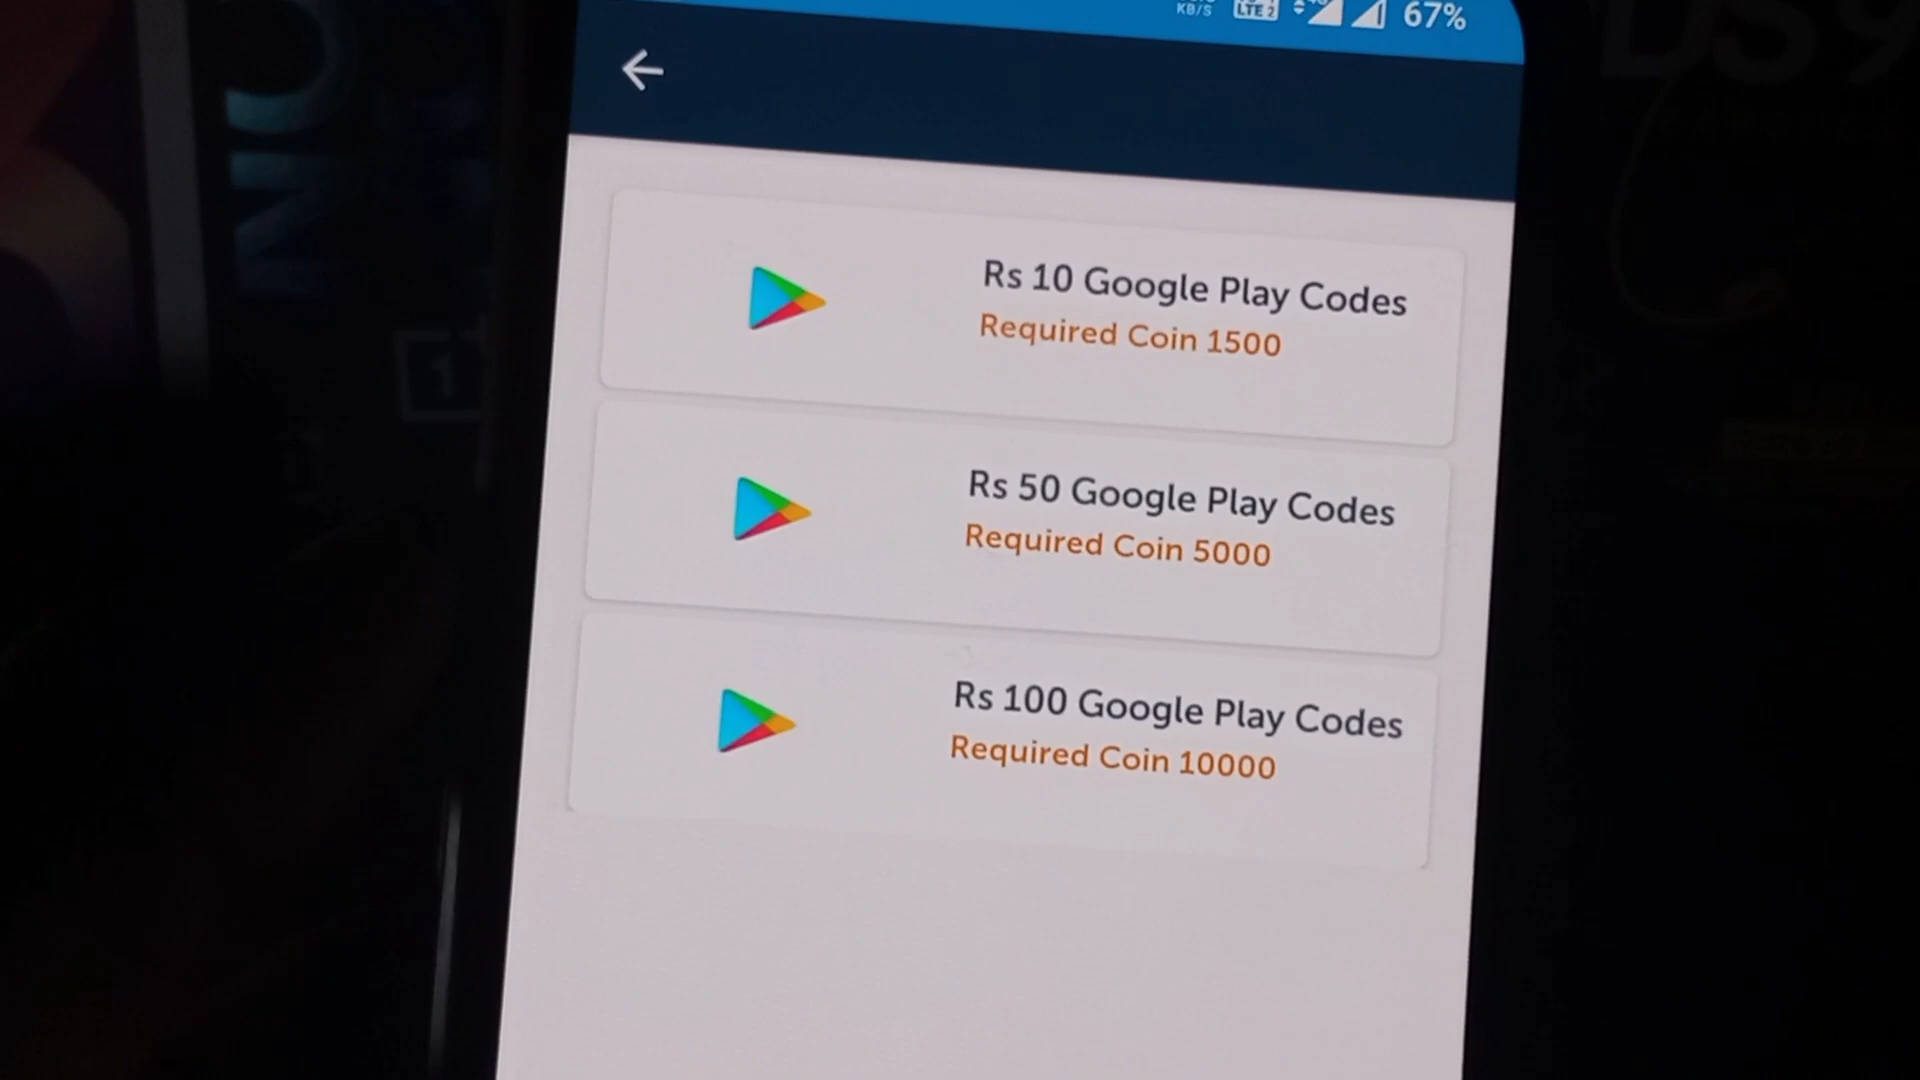 KB/S LTE 2 67%
Rs 10 Google Play Codes
Required Coin 1500
Rs 50 Google Play Codes
Required Coin 5000
Rs 100 Google Play Codes
Required Coin 10000
1